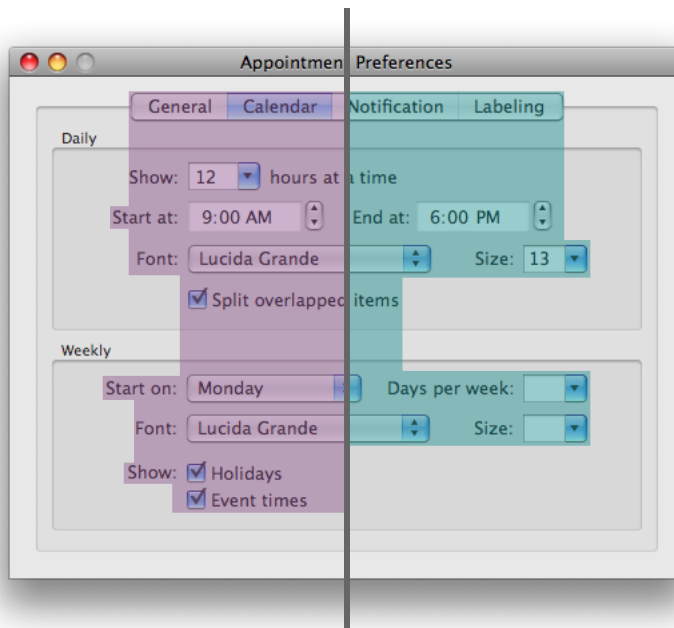 Appointmen Preferences
General Calendar Notification Labeling
Daily
Show: 12 hours at a time
Start at: 9:00 AM End at: 6:00 PM
Font: Lucida Grande Size: 13
Split overlapped items
Weekly
Start on: Monday Days per week:
Font: Lucida Grande Size:
Show: Holidays
Event times